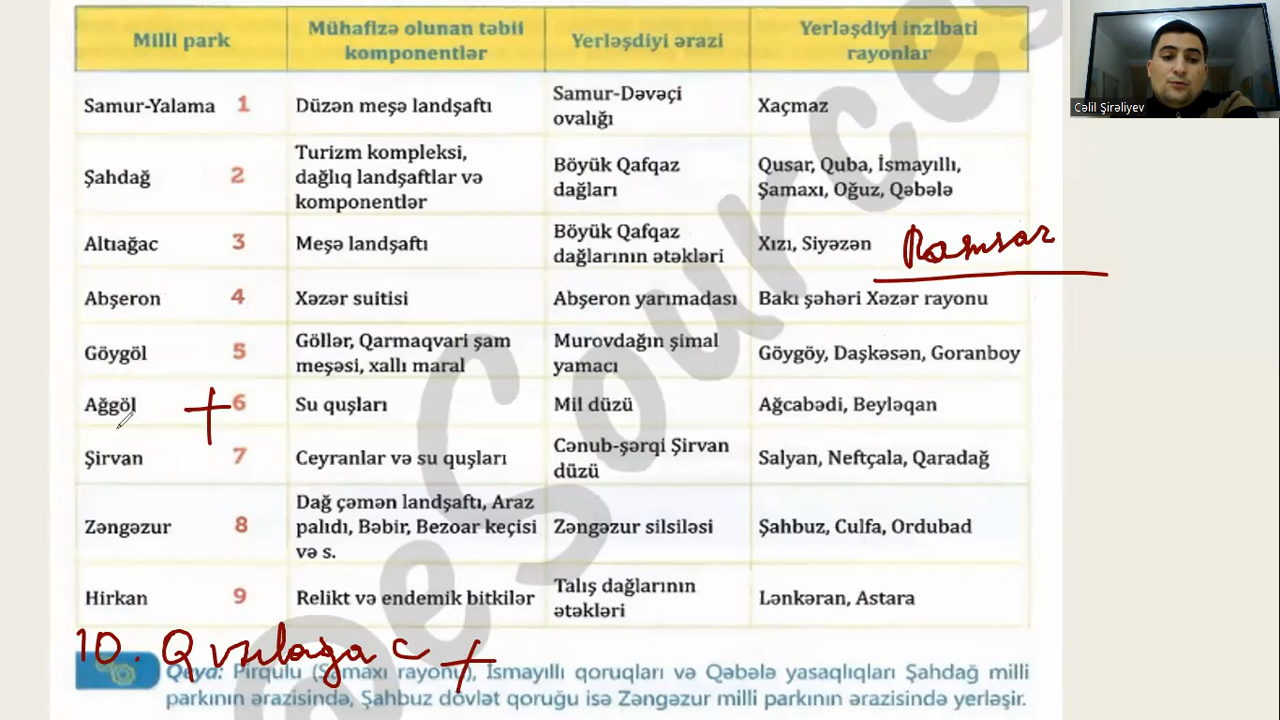 Milli park
Mühafizə olunan təbii
komponentlər
Yerləşdiyi ərazi
Yerləşdiyi inzibati
rayonlar
Samur-Yalama 1
Düzən meşə landşaftı
Samur-Dəvəçi
ovalığı
Xaçmaz
Şahdağ 2
Turizm kompleksi,
dağlıq landşaftlar və
komponentlər
Böyük Qafqaz
dağları
Qusar, Quba, İsmayıllı,
Şamaxı, Oğuz, Qəbələ
Altıağac 3
Meşə landşaftı
Böyük Qafqaz
dağlarının ətəkləri
Xızı, Siyəzən
Ramsar
Abşeron 4
Xəzər suitisi
Abşeron yarımadası
Bakı şəhəri Xəzər rayonu
Göygöl 5
Göllər, Qarmaqvari şam
meşəsi, xallı maral
Murovdağın şimal
yamacı
Göygöy, Daşkəsən, Goranboy
Ağgöl + 6
Su quşları
Mil düzü
Ağcabədi, Beyləqan
Şirvan 7
Ceyranlar və su quşları
Cənub-şərqi Şirvan
düzü
Salyan, Neftçala, Qaradağ
Zəngəzur 8
Dağ çəmən landşaftı, Araz
palıdı, Bəbir, Bezoar keçisi
və s.
Zəngəzur silsiləsi
Şahbuz, Culfa, Ordubad
Hirkan 9
Relikt və endemik bitkilər
Talış dağlarının
ətəkləri
Lənkəran, Astara
10. Qızılağac +
Qeyd: Pirqulu (Şamaxı rayonu), İsmayıllı qoruqları və Qəbələ yasaqlıqları Şahdağ milli
parkının ərazisində, Şahbuz dövlət qoruğu isə Zəngəzur milli parkının ərazisində yerləşir.
Cəlil Şirəliyev